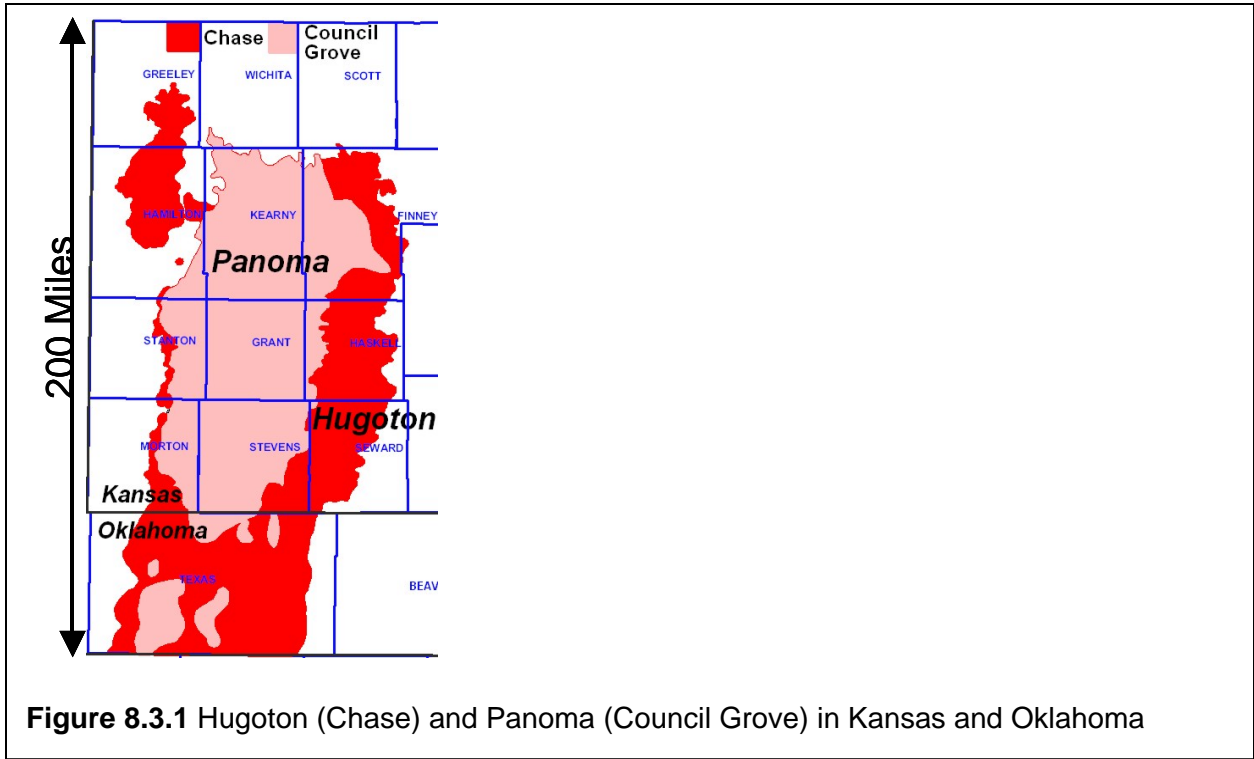 Chase
Council
Grove
GREELEY
WICHITA
SCOTT
HAMILTON
KEARNY
FINNEY
Panoma
200 Miles
STANTON
GRANT
HASKELL
Hugoton
MORTON
STEVENS
SEWARD
Kansas
Oklahoma
TEXAS
BEAV
Figure 8.3.1 Hugoton (Chase) and Panoma (Council Grove) in Kansas and Oklahoma